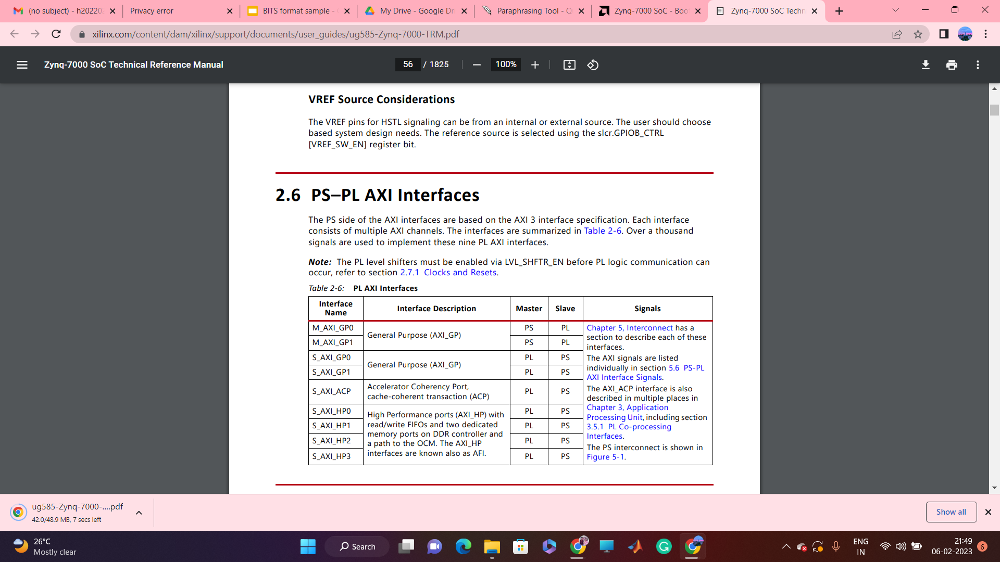 (no subject) - h20220
Privacy error
BITS format sample -
My Drive - Google Dri
Paraphrasing Tool - Q
Zynq-7000 SoC - Boo
Zynq-7000 SoC Techn
xilinx.com/content/dam/xilinx/support/documents/user_guides/ug585-Zynq-7000-TRM.pdf
Zynq-7000 SoC Technical Reference Manual
56 / 1825
100%
VREF Source Considerations
The VREF pins for HSTL signaling can be from an internal or external source. The user should choose
based system design needs. The reference source is selected using the slcr.GPIOB_CTRL
[VREF_SW_EN] register bit.
2.6 PS–PL AXI Interfaces
The PS side of the AXI interfaces are based on the AXI 3 interface specification. Each interface
consists of multiple AXI channels. The interfaces are summarized in Table 2-6. Over a thousand
signals are used to implement these nine PL AXI interfaces.
Note: The PL level shifters must be enabled via LVL_SHFTR_EN before PL logic communication can
occur, refer to section 2.7.1 Clocks and Resets.
Table 2-6: PL AXI Interfaces
Interface
Name
Interface Description
Master
Slave
Signals
M_AXI_GP0
General Purpose (AXI_GP)
PS
PL
M_AXI_GP1
PS
PL
S_AXI_GP0
General Purpose (AXI_GP)
PL
PS
S_AXI_GP1
PL
PS
S_AXI_ACP
Accelerator Coherency Port,
cache-coherent transaction (ACP)
PL
PS
S_AXI_HP0
High Performance ports (AXI_HP) with
read/write FIFOs and two dedicated
memory ports on DDR controller and
a path to the OCM. The AXI_HP
interfaces are known also as AFI.
PL
PS
S_AXI_HP1
PL
PS
S_AXI_HP2
PL
PS
S_AXI_HP3
PL
PS
Chapter 5, Interconnect has a
section to describe each of these
interfaces.
The AXI signals are listed
individually in section 5.6 PS-PL
AXI Interface Signals.
The AXI_ACP interface is also
described in multiple places in
Chapter 3, Application
Processing Unit, including section
3.5.1 PL Co-processing
Interfaces.
The PS interconnect is shown in
Figure 5-1.
ug585-Zynq-7000-....pdf
42.0/48.9 MB, 7 secs left
Show all
26°C
Mostly clear
Search
ENG
IN
21:49
06-02-2023
6